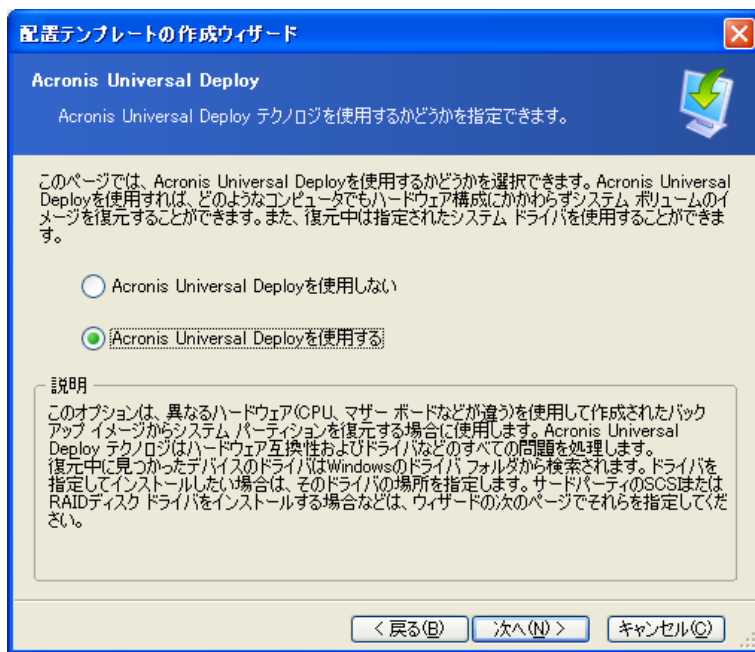 配置テンプレートの作成ウィザード
Acronis Universal Deploy
Acronis Universal Deploy テクノロジを使用するかどうかを指定できます。
このページでは、Acronis Universal Deployを使用するかどうかを選択できます。Acronis Universal
Deployを使用すれば、どのようなコンピュータでもハードウェア構成にかかわらずシステム ボリュームのイ
メージを復元することができます。また、復元中は指定されたシステム ドライバを使用することができま
す。
Acronis Universal Deployを使用しない
Acronis Universal Deployを使用する
説明
このオプションは、異なるハードウェア(CPU、マザー ボードなどが違う)を使用して作成されたバック
アップ イメージからシステム パーティションを復元する場合に使用します。Acronis Universal
Deploy テクノロジはハードウェア互換性およびドライバなどのすべての問題を処理します。
復元中に見つかったデバイスのドライバはWindowsのドライバ フォルダから検索されます。ドライバを
指定してインストールしたい場合は、そのドライバの場所を指定します。サードパーティのSCSIまたは
RAIDディスク ドライバをインストールする場合などは、ウィザードの次のページでそれらを指定してくだ
さい。
< 戻る(B)
次へ(N) >
キャンセル(C)